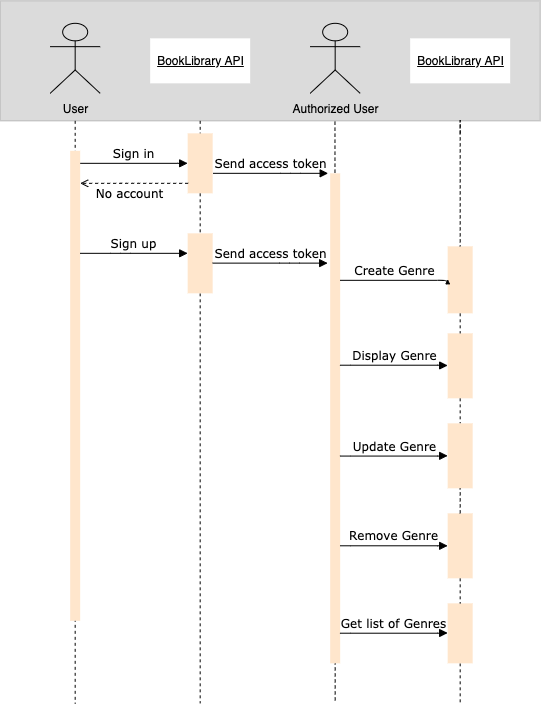 BookLibrary API
BookLibrary API
User
Authorized User
Sign in
Send access token
No account
Sign up
Send access token
Create Genre
Display Genre
Update Genre
Remove Genre
Get list of Genres